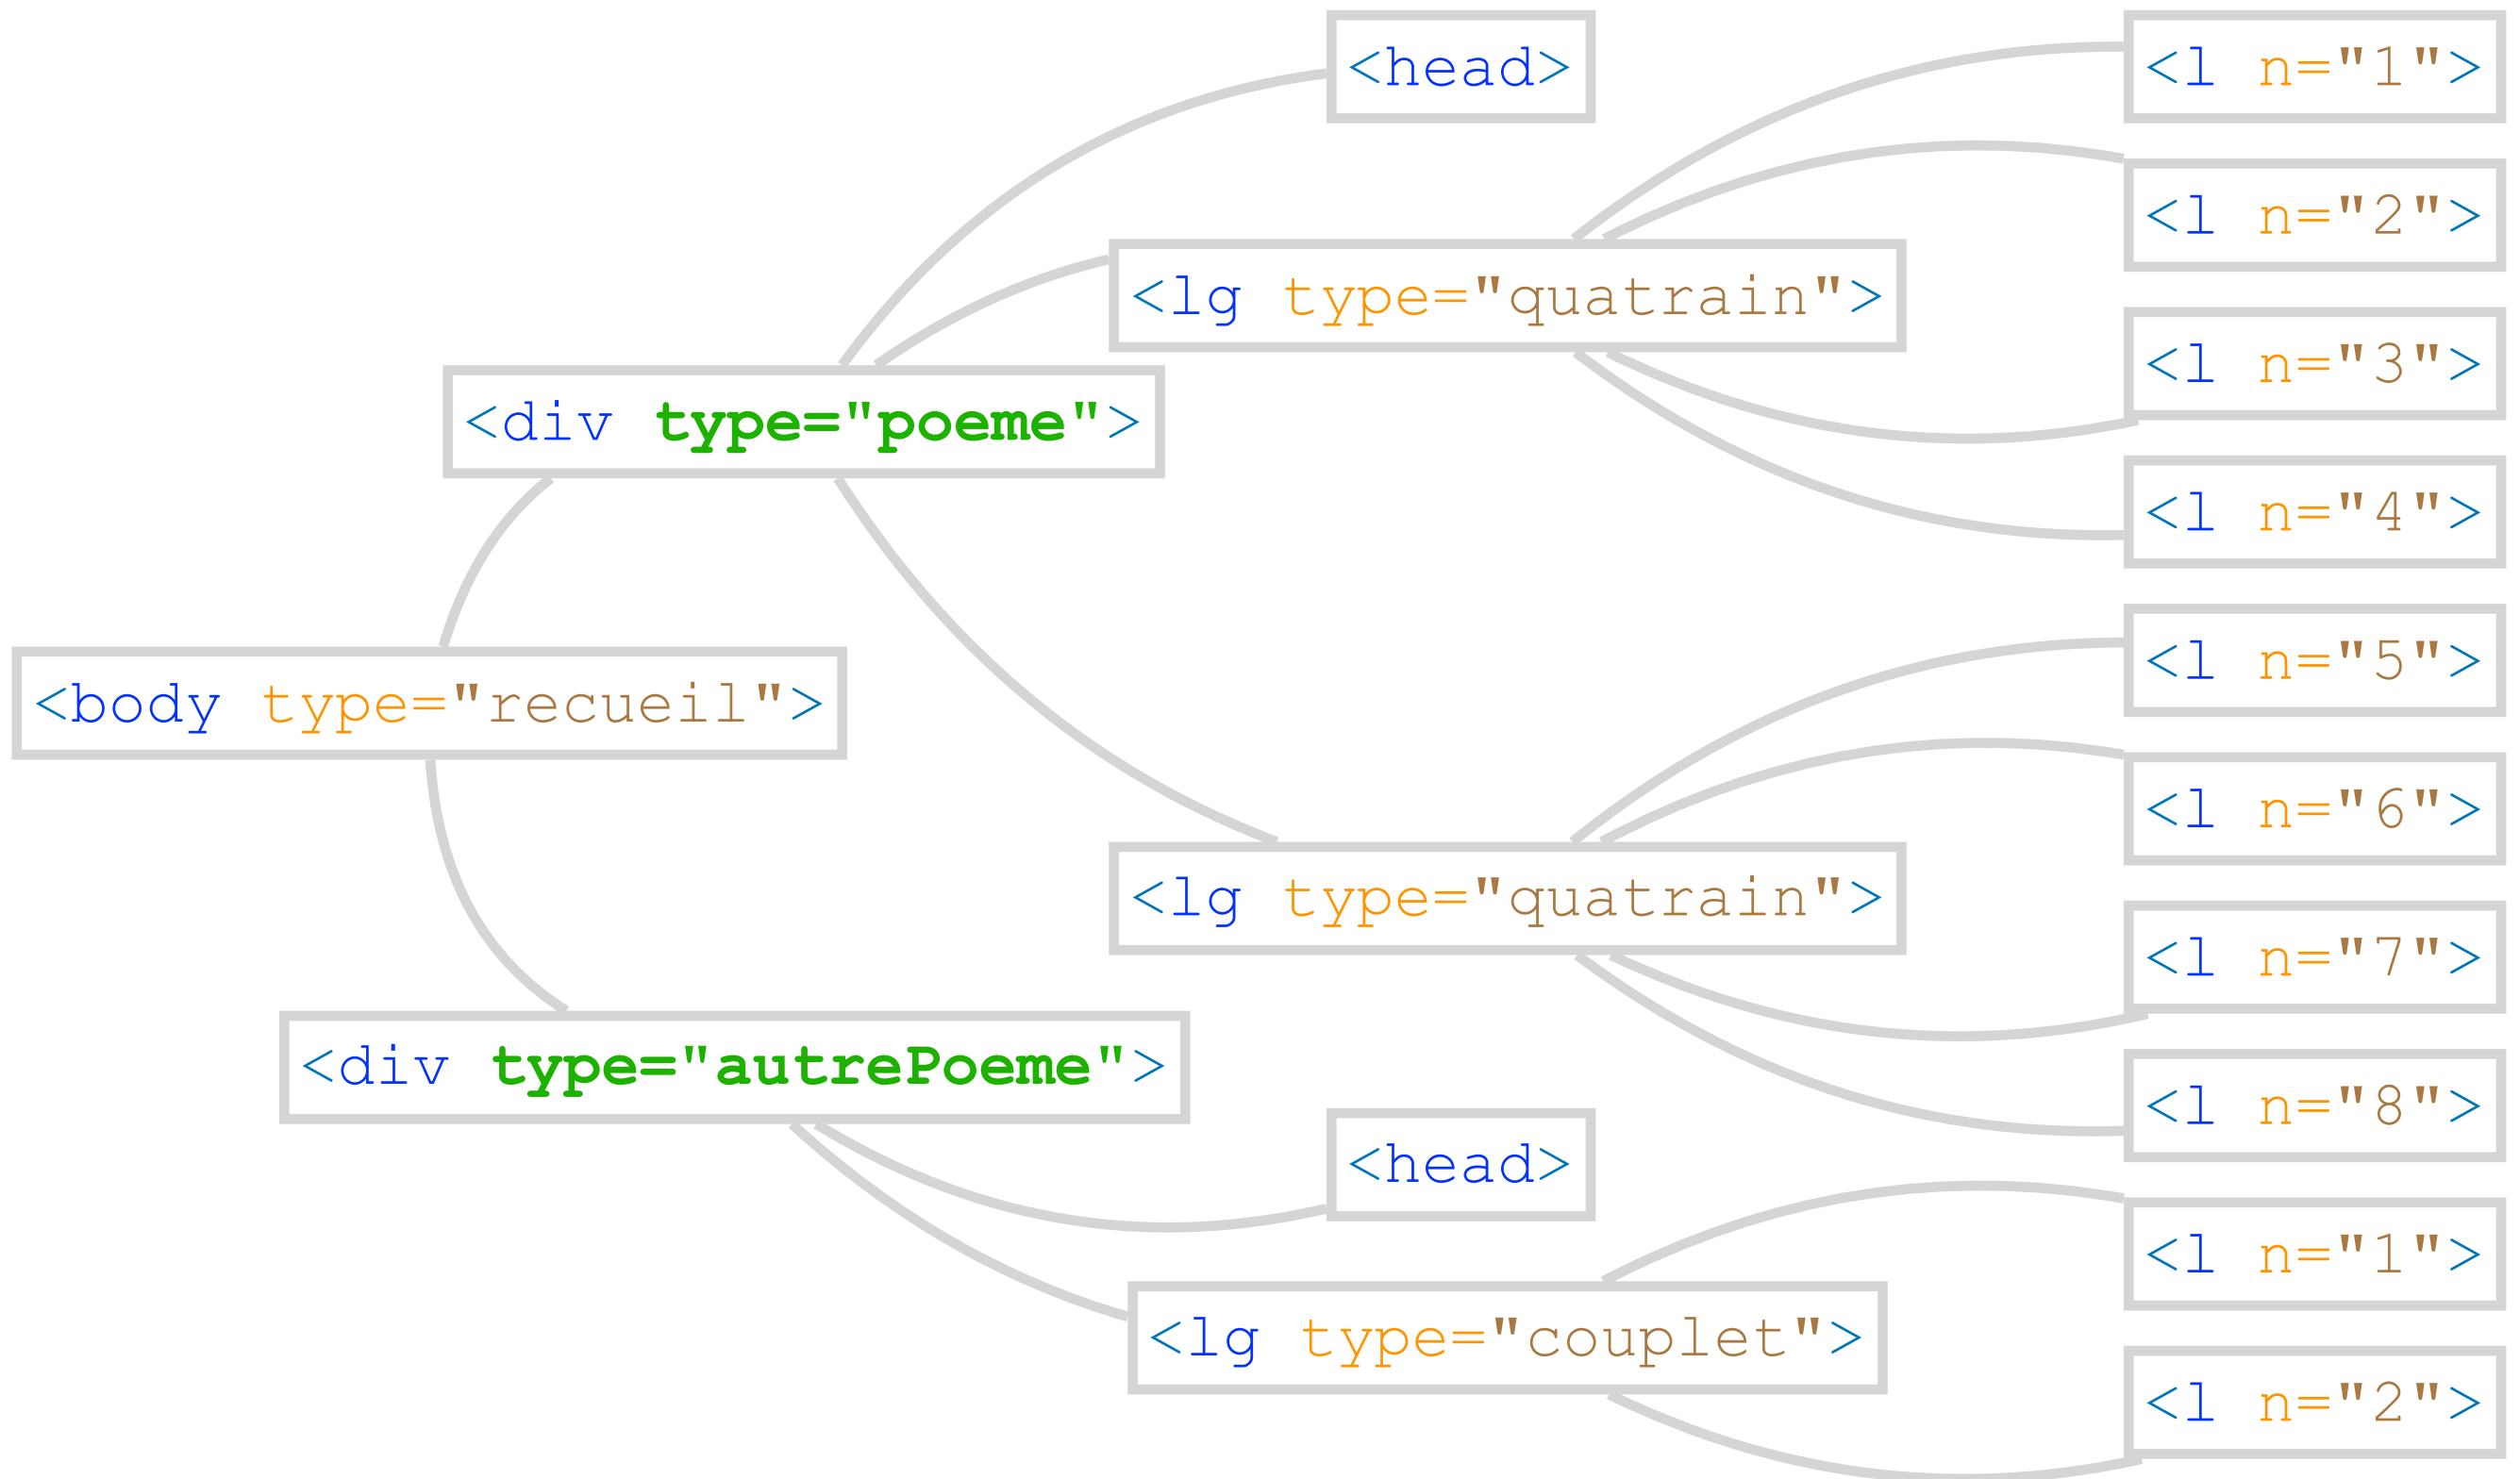 <head>
<l n="1">
<l n="2">
<lg type="quatrain">
<l n="3">
<div type="poeme">
<l n="4">
<l n="5">
<body type="recueil">
<l n="6">
<lg type="quatrain">
<l n="7">
<div type="autrePoeme">
<l n="8">
<head>
<l n="1">
<lg type="couplet">
<l n="2">